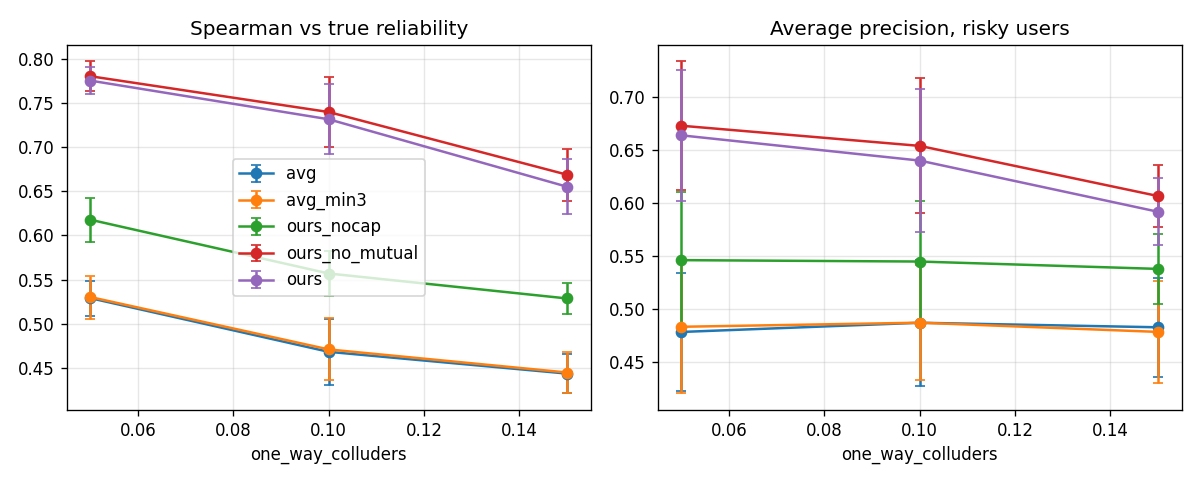 Spearman vs true reliability
0.80
0.75
0.70
0.65
0.60
0.55
0.50
0.45
avg
avg_min3
ours_nocap
ours_no_mutual
ours
0.06
0.08
0.10
0.12
0.14
one_way_colluders
Average precision, risky users
0.70
0.65
0.60
0.55
0.50
0.45
0.06
0.08
0.10
0.12
0.14
one_way_colluders